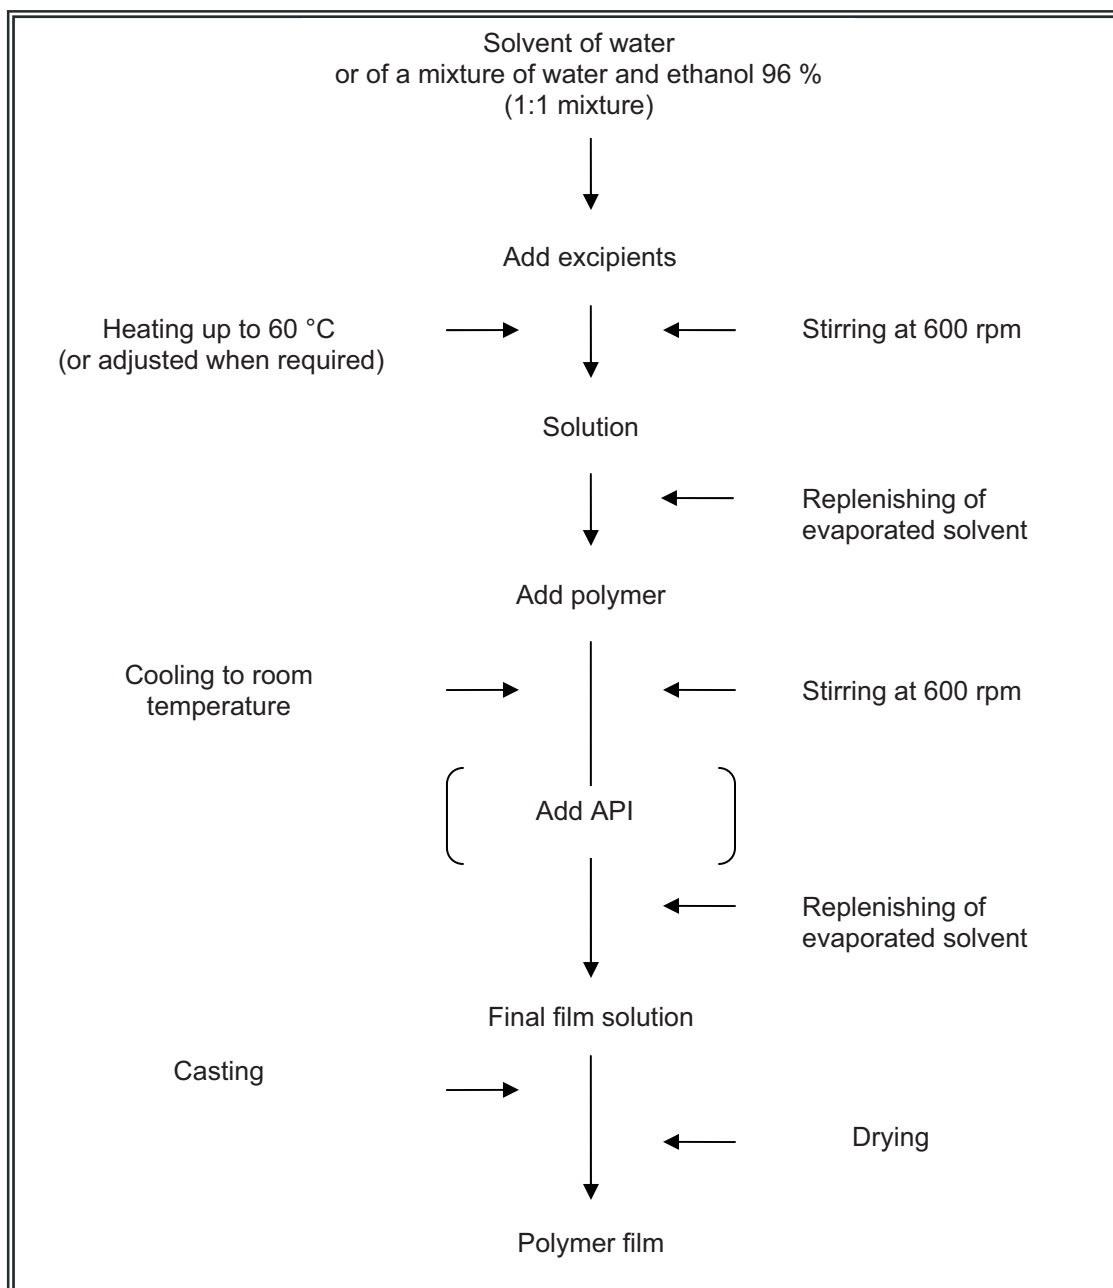 Solvent of water
or of a mixture of water and ethanol 96 %
(1:1 mixture)
Add excipients
Heating up to 60 °C
(or adjusted when required)
Stirring at 600 rpm
Solution
Replenishing of
evaporated solvent
Add polymer
Cooling to room
temperature
Stirring at 600 rpm
Add API
Replenishing of
evaporated solvent
Final film solution
Casting
Drying
Polymer film